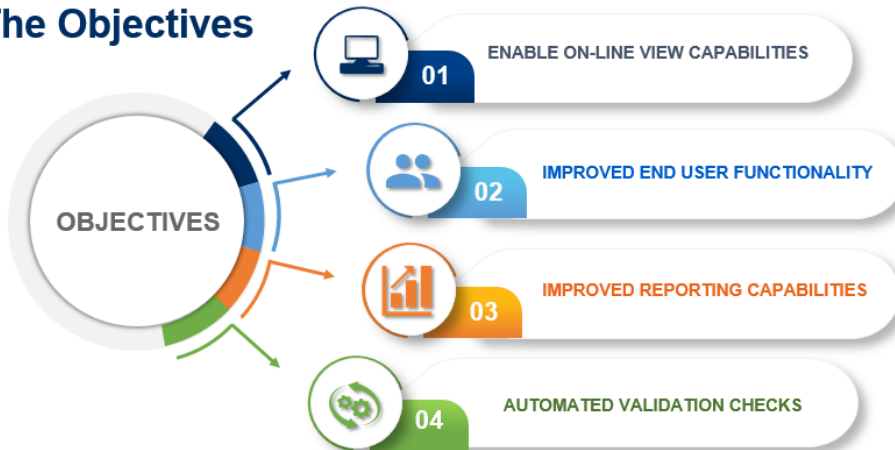 The Objectives
OBJECTIVES
01
ENABLE ON-LINE VIEW CAPABILITIES
02
IMPROVED END USER FUNCTIONALITY
03
IMPROVED REPORTING CAPABILITIES
04
AUTOMATED VALIDATION CHECKS